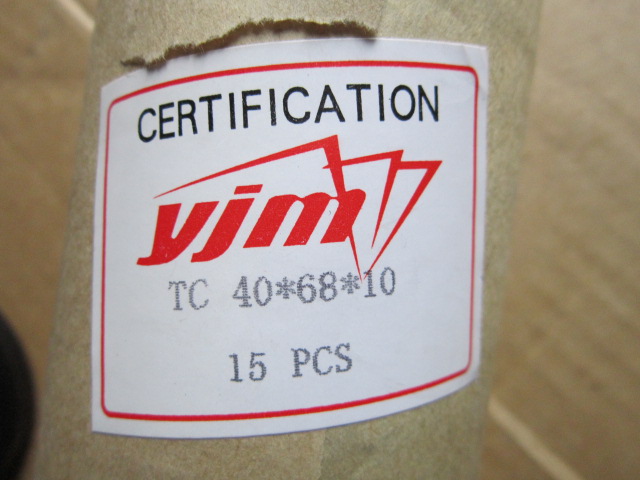 CERTIFICATION
yjm
TC 40*68*10
15 PCS